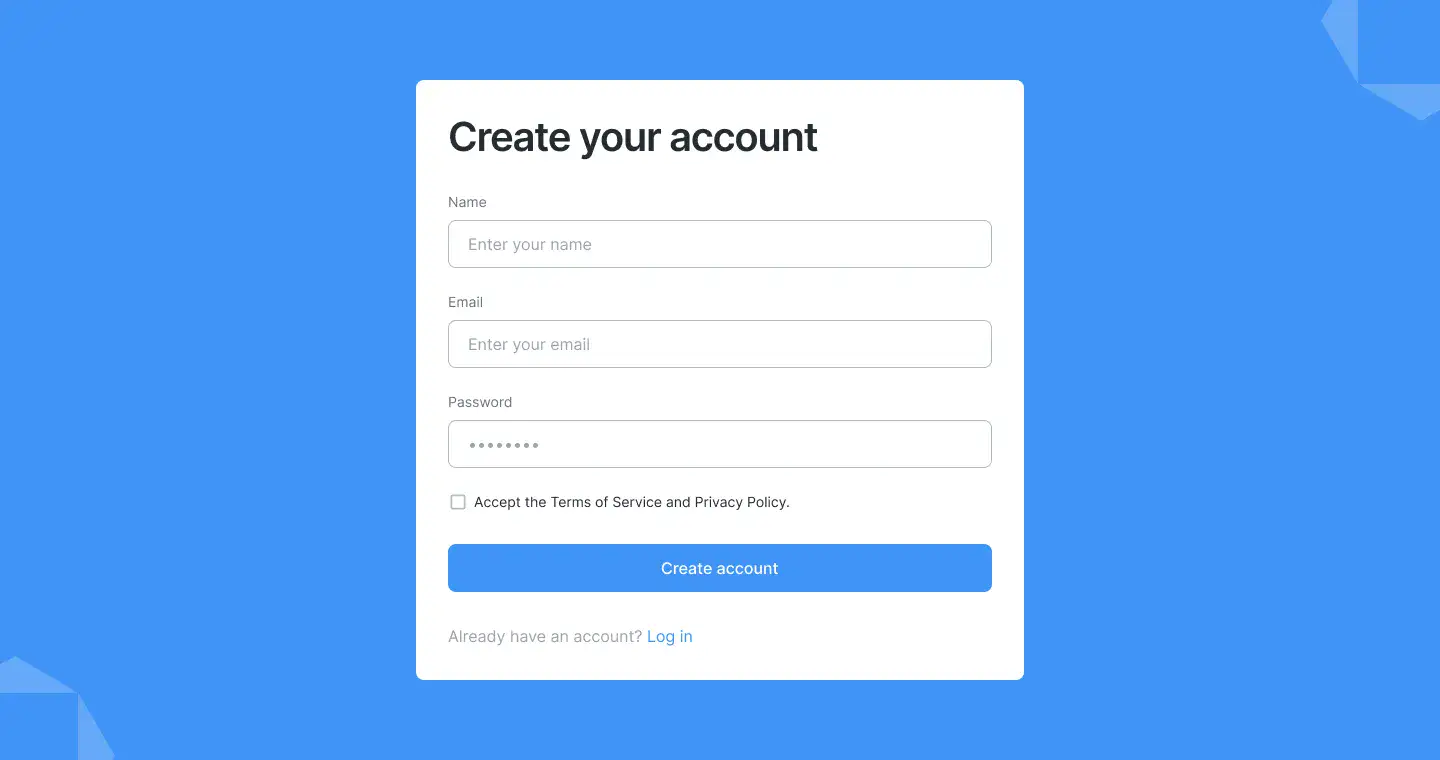 Create your account
Name
Enter your name
Email
Enter your email
Password
••••••••
Accept the Terms of Service and Privacy Policy.
Create account
Already have an account? Log in